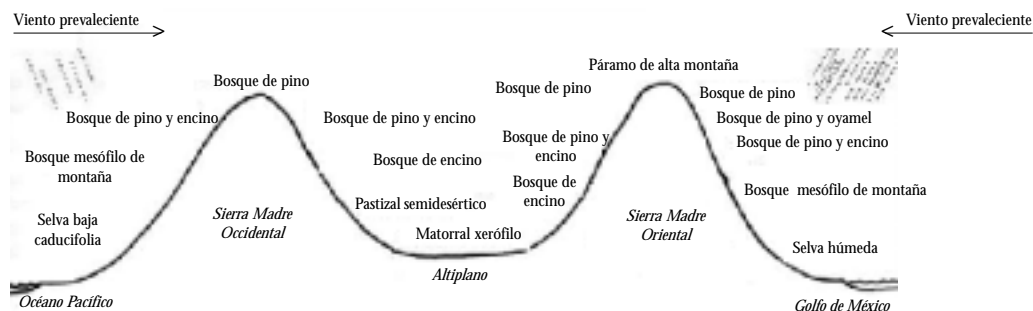 Viento prevaleciente
Viento prevaleciente
Páramo de alta montaña
Bosque de pino
Bosque de pino
Bosque de pino
Bosque de pino y encino
Bosque de pino y encino
Bosque de pino y oyamel
Bosque de pino y
encino
Bosque de pino y encino
Bosque mesófilo de
montaña
Bosque de encino
Bosque de
encino
Bosque mesófilo de montaña
Pastizal semidesértico
Selva baja
caducifolia
Sierra Madre
Occidental
Matorral xerófilo
Sierra Madre
Oriental
Selva húmeda
Altiplano
Océano Pacífico
Golfo de México